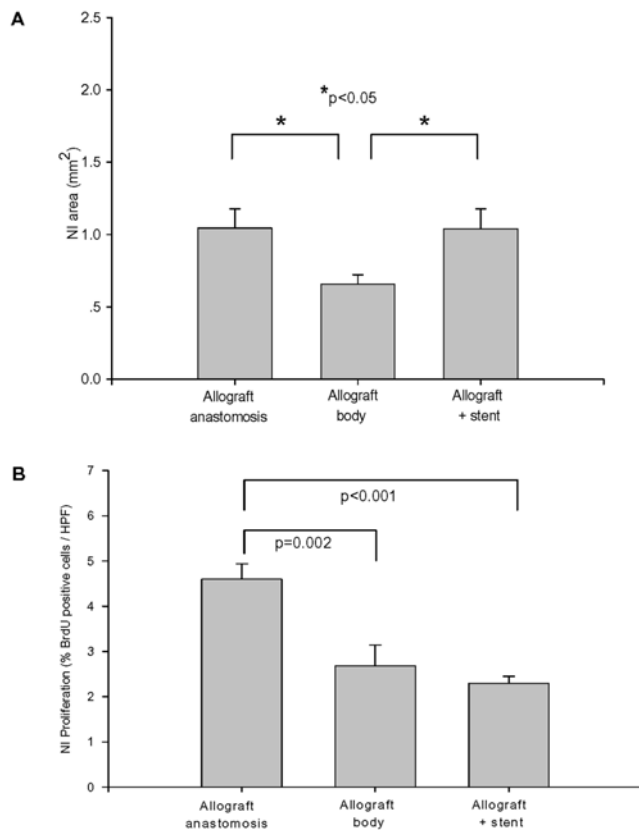 A
2.5
2.0
1.5
1.0
.5
0.0
NI area (mm2)
*p<0.05
*
*
Allograft
anastomosis
Allograft
body
Allograft
+ stent
B
7
6
5
4
3
2
1
0
NI Proliferation (% BrdU positive cells / HPF)
p<0.001
p=0.002
Allograft
anastomosis
Allograft
body
Allograft
+ stent